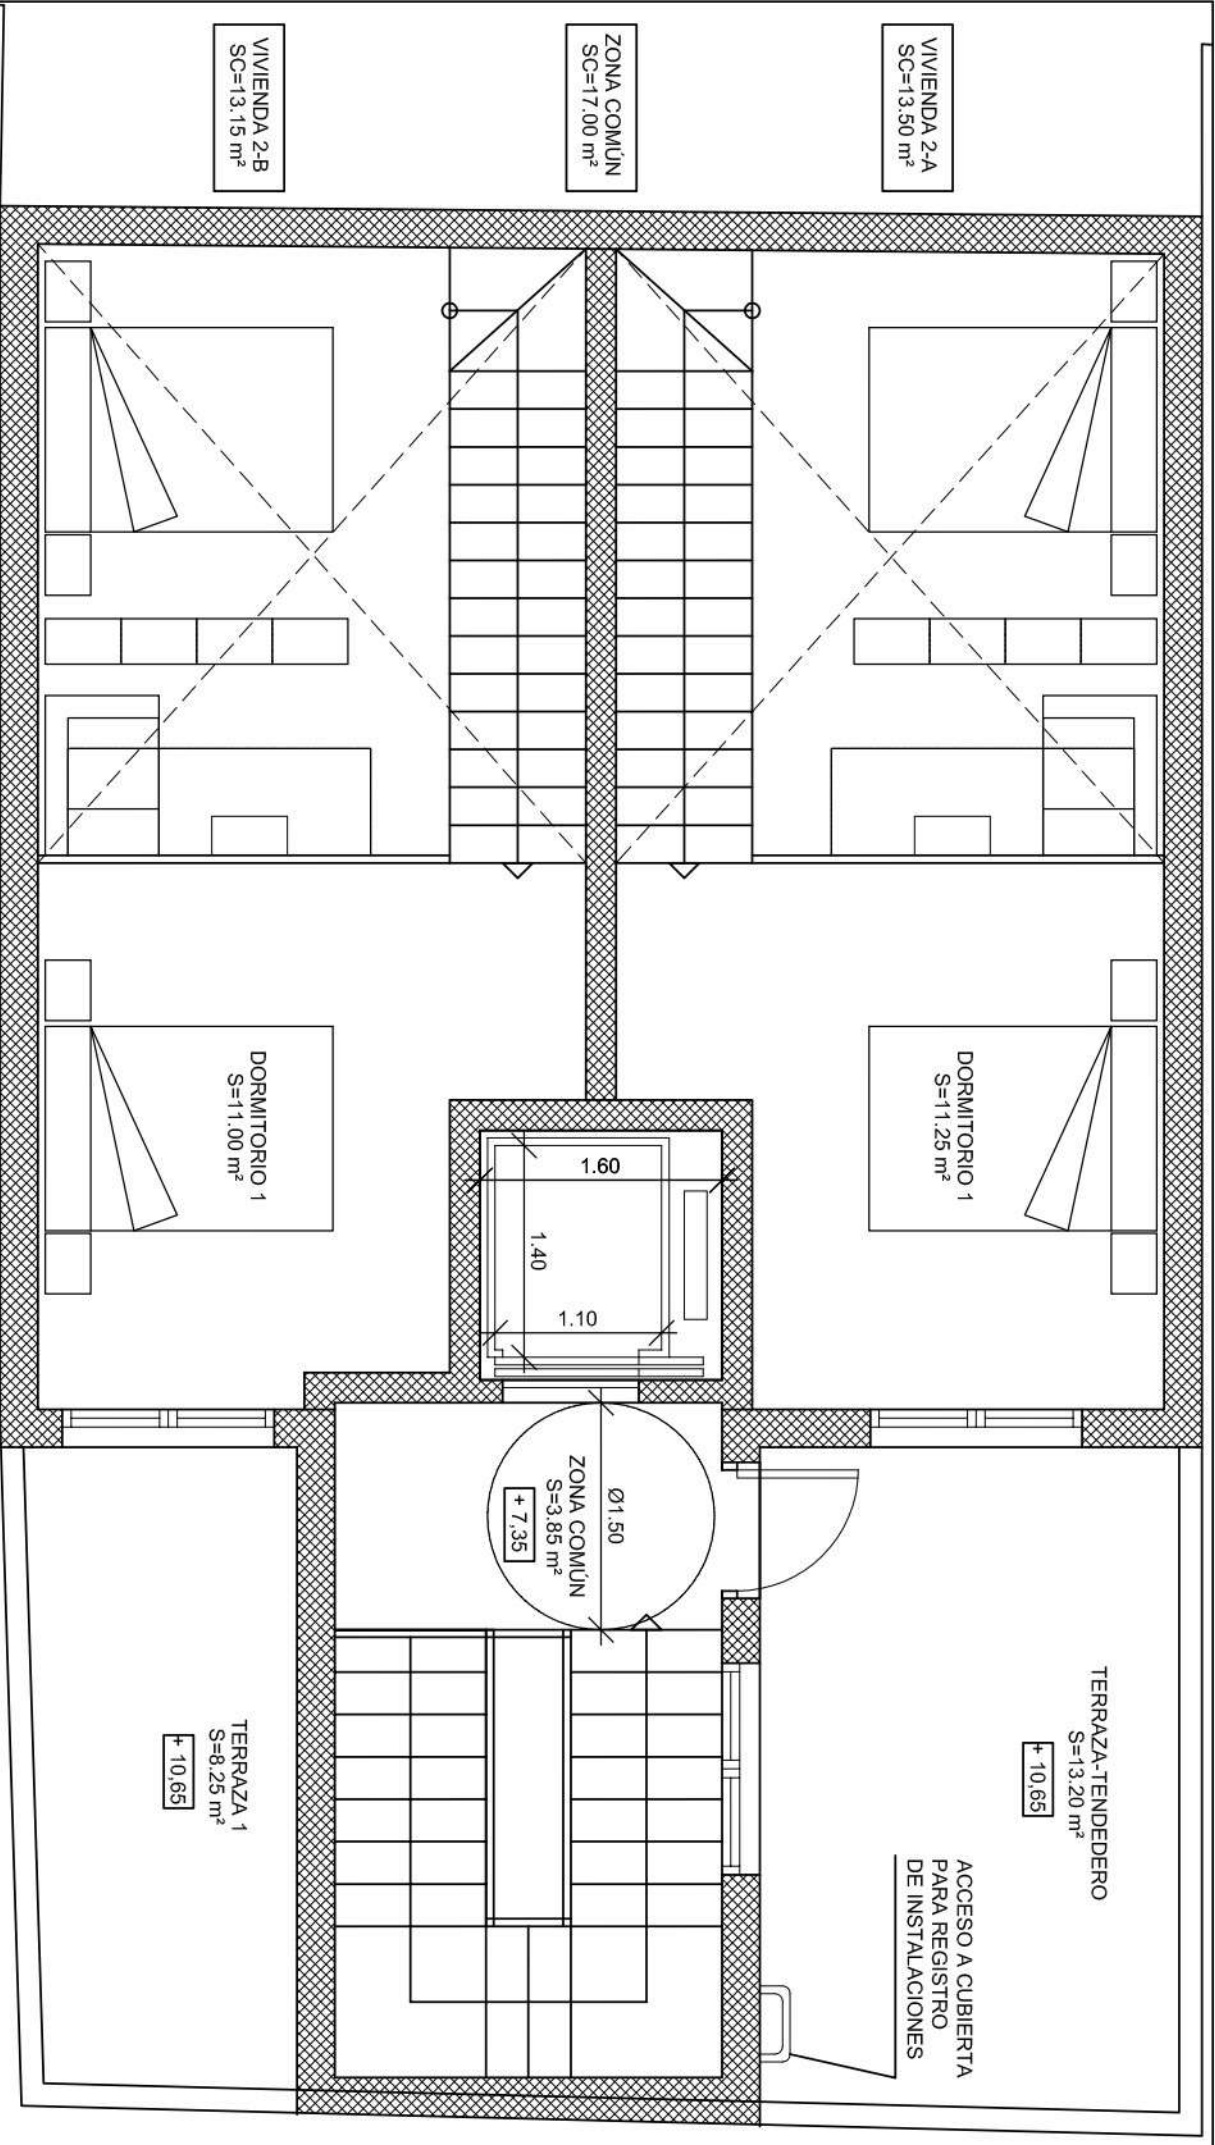 VIVIENDA 2-A
SC=13.50 m²
ZONA COMÚN
SC=17.00 m²
VIVIENDA 2-B
SC=13.15 m²
DORMITORIO 1
S=11.25 m²
DORMITORIO 1
S=11.00 m²
1.60
1.40
1.10
Ø1.50
ZONA COMÚN
S=3.85 m²
+ 7,35
TERRAZA-TENDEDERO
S=13.20 m²
+ 10,65
TERRAZA 1
S=8.25 m²
+ 10,65
ACCESO A CUBIERTA
PARA REGISTRO
DE INSTALACIONES